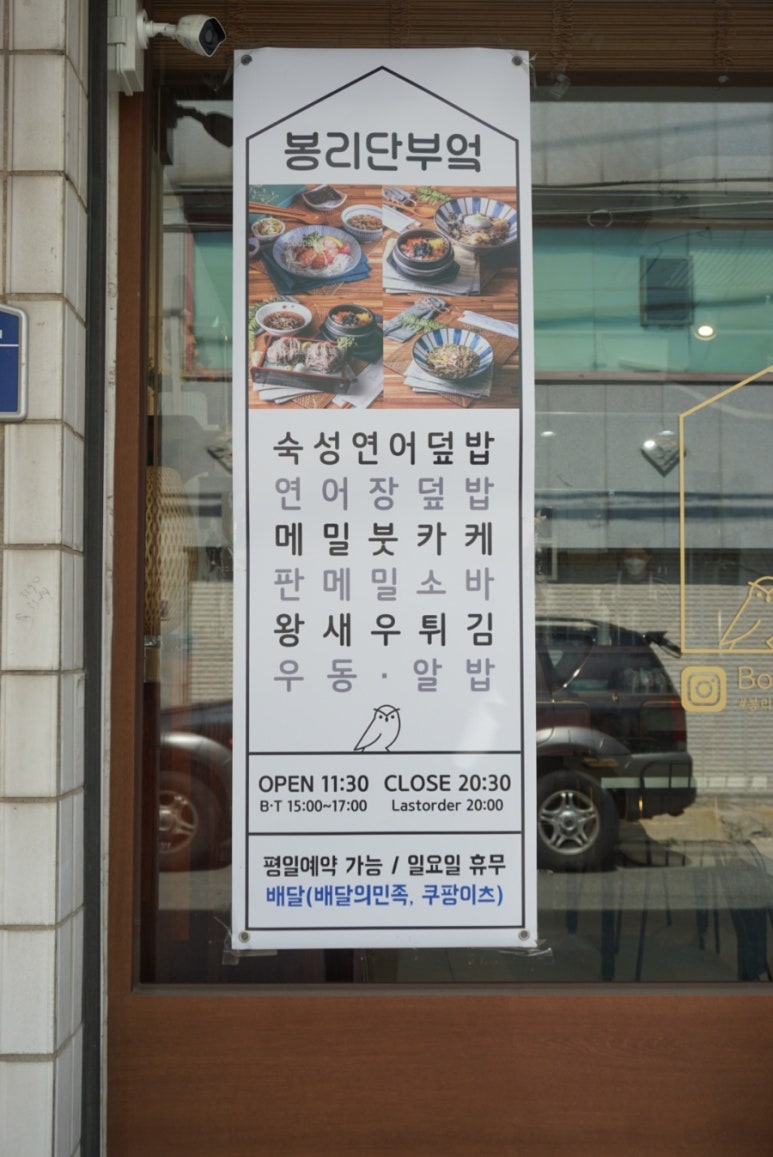 봉리단부엌
숙성연어덮밥
연어장덮밥
메밀붓카케
판메밀소바
왕새우튀김
우동·알밥
OPEN 11:30 CLOSE 20:30
B·T 15:00~17:00 Lastorder 20:00
평일예약 가능 / 일요일 휴무
배달(배달의민족, 쿠팡이츠)